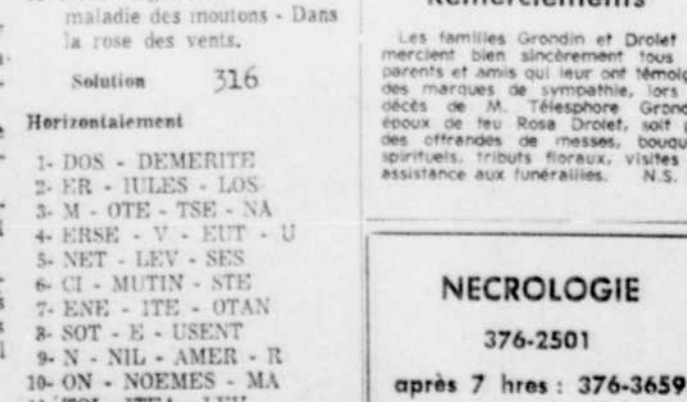 maladie des moutons - Dans
la rose des vents.
Solution 316
Horizontalement
1- DOS - DEMERITE
2- ER - IULES - LOS
3- M - OTE - TSE - NA
4- ERSE - V - EUT - U
5- NET - LEV - SES
6- CI - MUTIN - STE
7- ENE - ITE - OTAN
8- SOT - E - USENT
9- N - NIL - AMER - R
10- ON - NOEMES - MA
Remerciements
Les familles Grondin et Drolet
mercient bien sincèrement tous
parents et amis qui leur ont témoig
des marques de sympathie, lors
décès de M. Télesphore Grond
époux de feu Rosa Drolet, soit p
des offrandes de messes, bouqu
spirituels, tributs floraux, visites
assistance aux funérailles. N.S.
NECROLOGIE
376-2501
après 7 hres : 376-3659